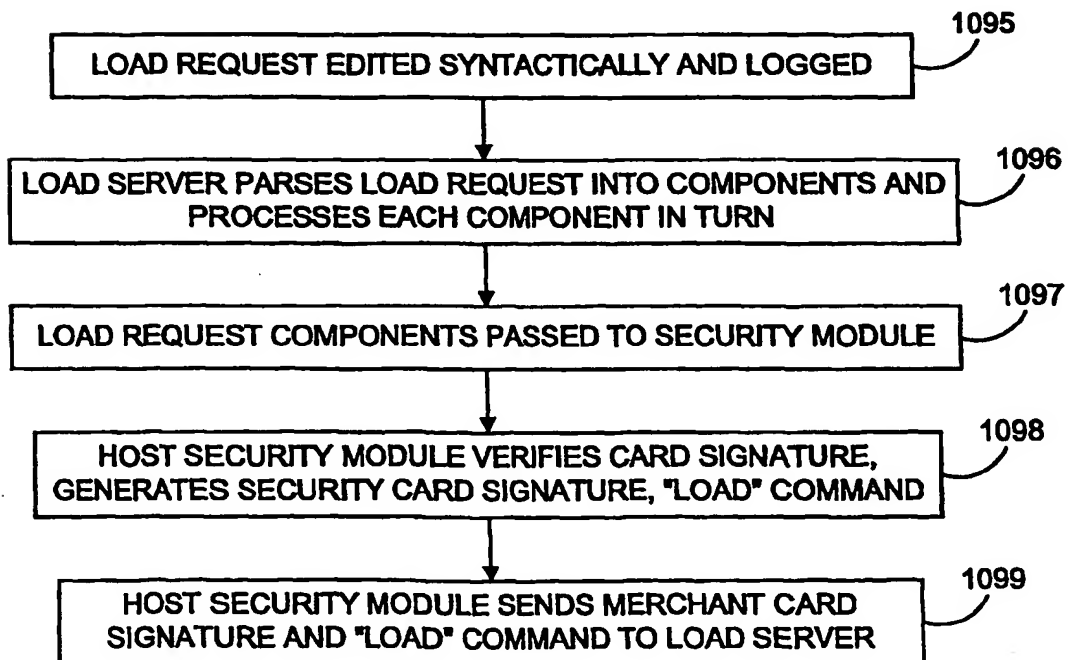 1095
LOAD REQUEST EDITED SYNTACTICALLY AND LOGGED
1096
LOAD SERVER PARSES LOAD REQUEST INTO COMPONENTS AND
PROCESSES EACH COMPONENT IN TURN
1097
LOAD REQUEST COMPONENTS PASSED TO SECURITY MODULE
1098
HOST SECURITY MODULE VERIFIES CARD SIGNATURE,
GENERATES SECURITY CARD SIGNATURE, "LOAD" COMMAND
1099
HOST SECURITY MODULE SENDS MERCHANT CARD
SIGNATURE AND "LOAD" COMMAND TO LOAD SERVER